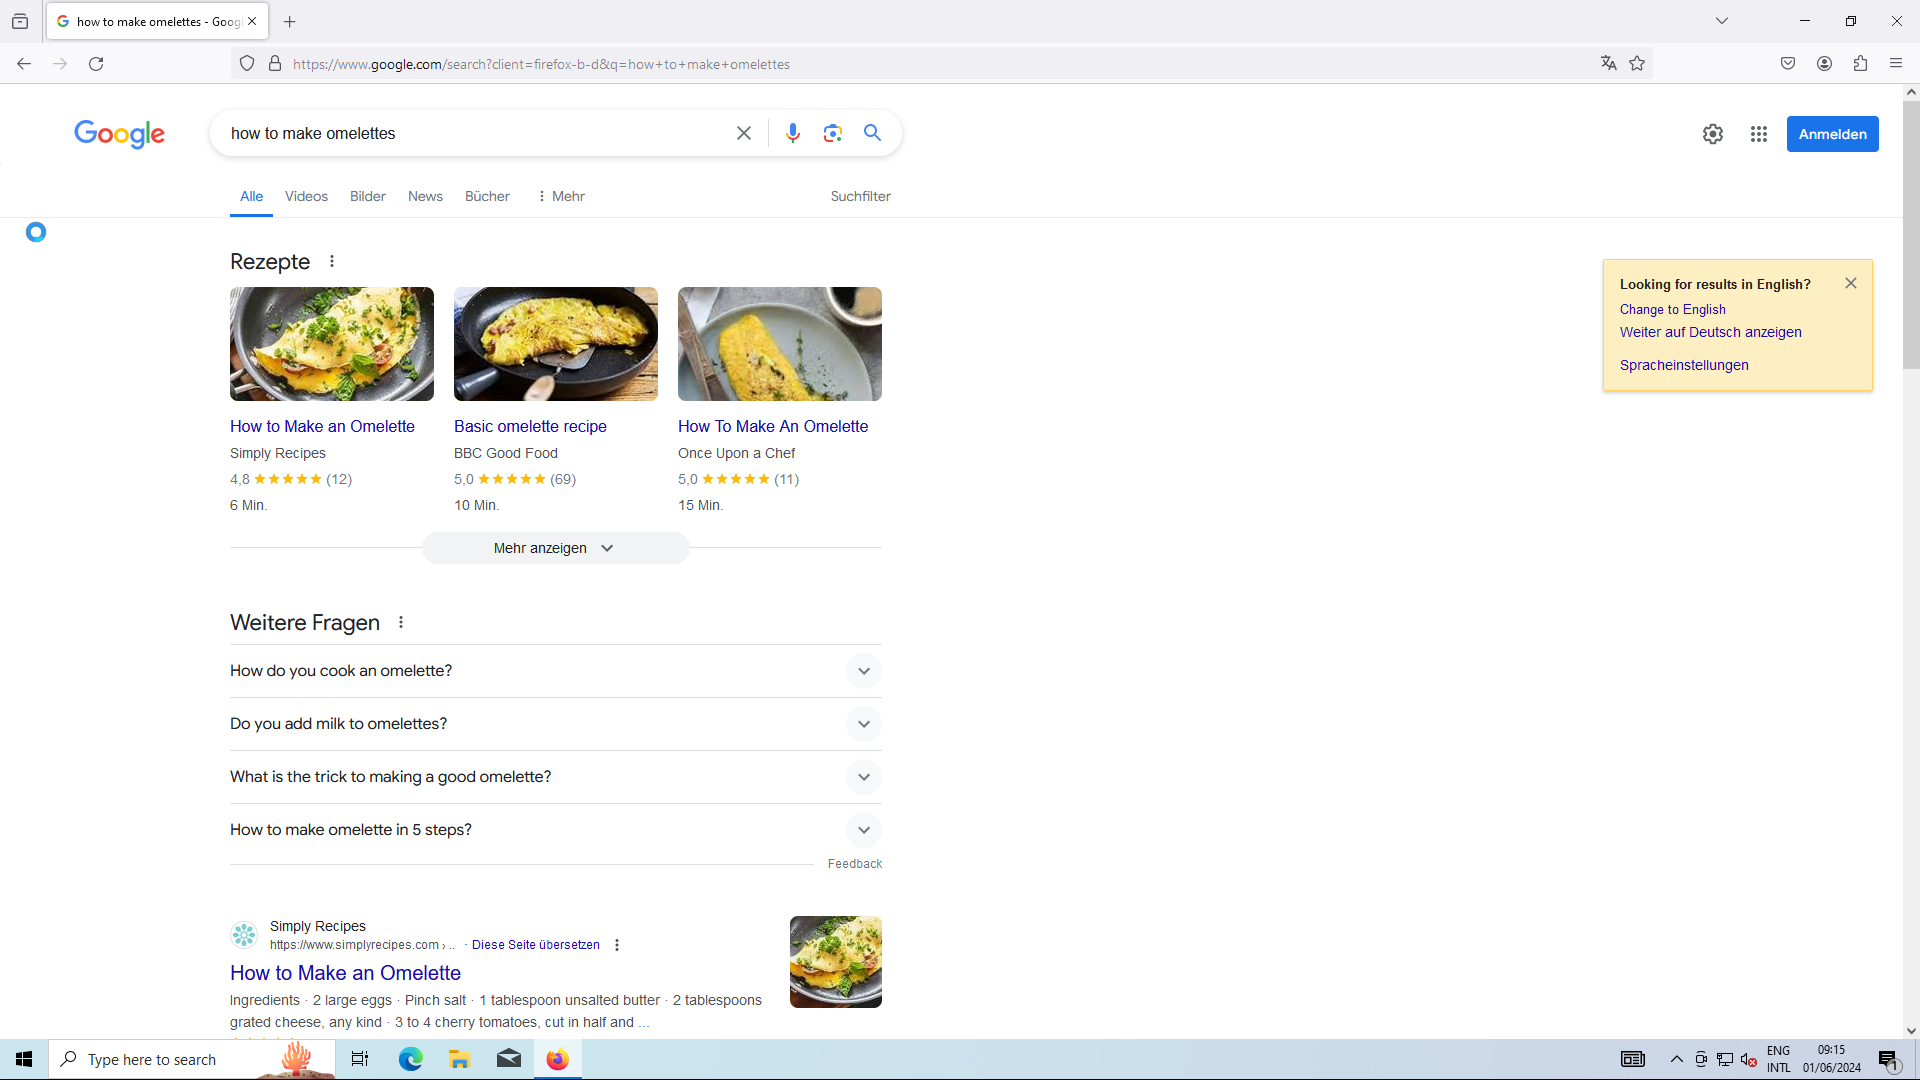 how to make omelettes - Goog
https://www.google.com/search?client=firefox-b-d&q=how+to+make+omelettes
Google
how to make omelettes
Anmelden
Alle
Videos
Bilder
News
Bücher
Mehr
Suchfilter
Rezepte
How to Make an Omelette
Simply Recipes
4,8 (12)
6 Min.
Basic omelette recipe
BBC Good Food
5,0 (69)
10 Min.
How To Make An Omelette
Once Upon a Chef
5,0 (11)
15 Min.
Mehr anzeigen
Looking for results in English?
Change to English
Weiter auf Deutsch anzeigen
Spracheinstellungen
Weitere Fragen
How do you cook an omelette?
Do you add milk to omelettes?
What is the trick to making a good omelette?
How to make omelette in 5 steps?
Feedback
Simply Recipes
https://www.simplyrecipes.com › .. · Diese Seite übersetzen
How to Make an Omelette
Ingredients · 2 large eggs · Pinch salt · 1 tablespoon unsalted butter · 2 tablespoons
grated cheese, any kind · 3 to 4 cherry tomatoes, cut in half and ...
Type here to search
ENG
INTL
09:15
01/06/2024
1